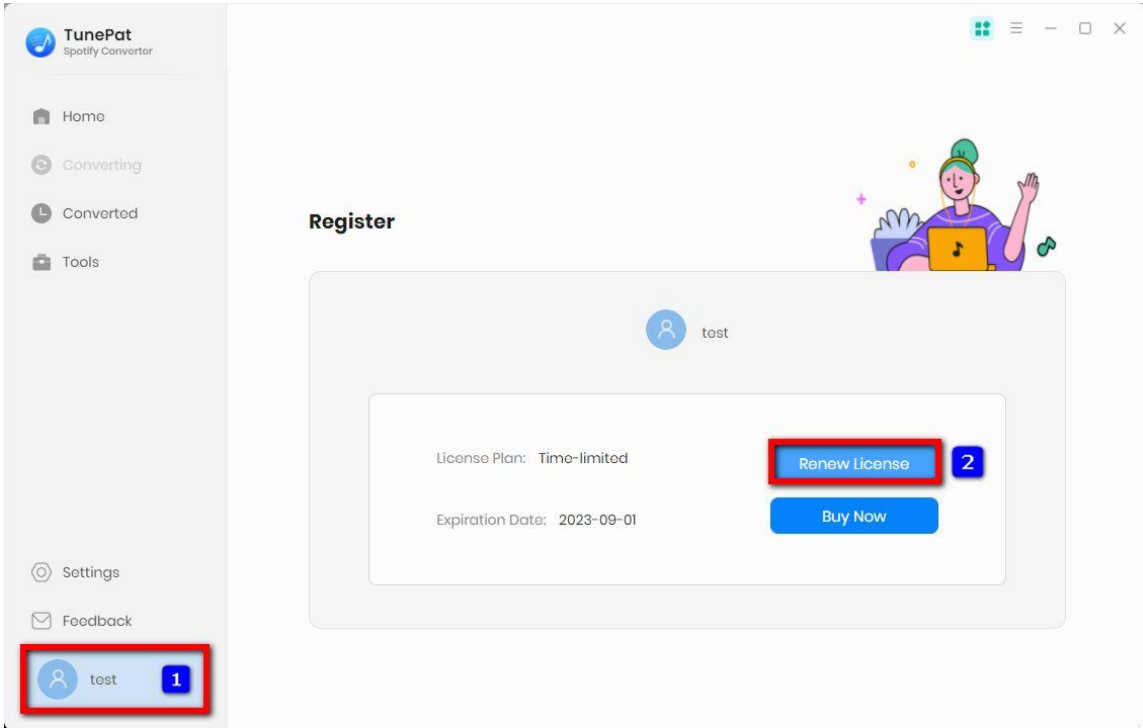 TunePat
Spotify Converter
Home
Converting
Converted
Tools
Register
test
License Plan: Time-limited
Renew License
2
Expiration Date: 2023-09-01
Buy Now
Settings
Feedback
test
1